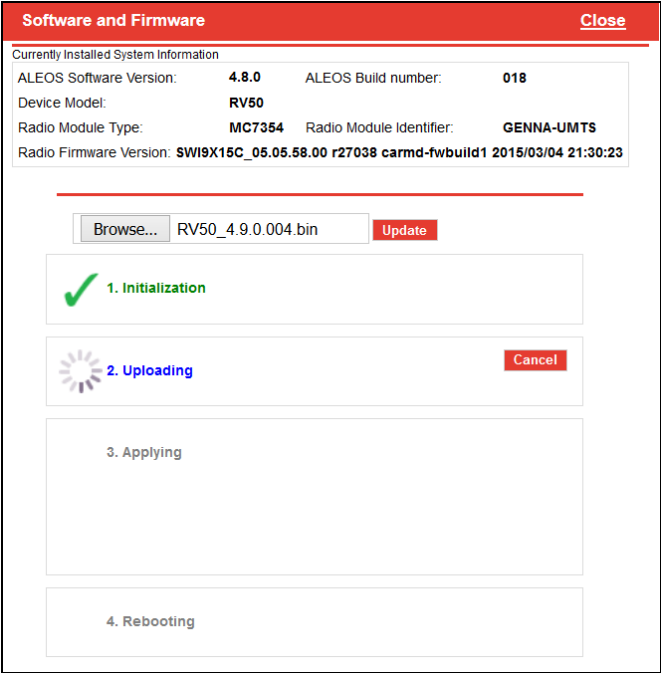 Software and Firmware Close
Currently Installed System Information
ALEOS Software Version: 4.8.0 ALEOS Build number: 018
Device Model: RV50
Radio Module Type: MC7354 Radio Module Identifier: GENNA-UMTS
Radio Firmware Version: SWI9X15C_05.05.58.00 r27038 carmd-fwbuild1 2015/03/04 21:30:23
Browse... RV50_4.9.0.004.bin Update
1. Initialization
2. Uploading Cancel
3. Applying
4. Rebooting